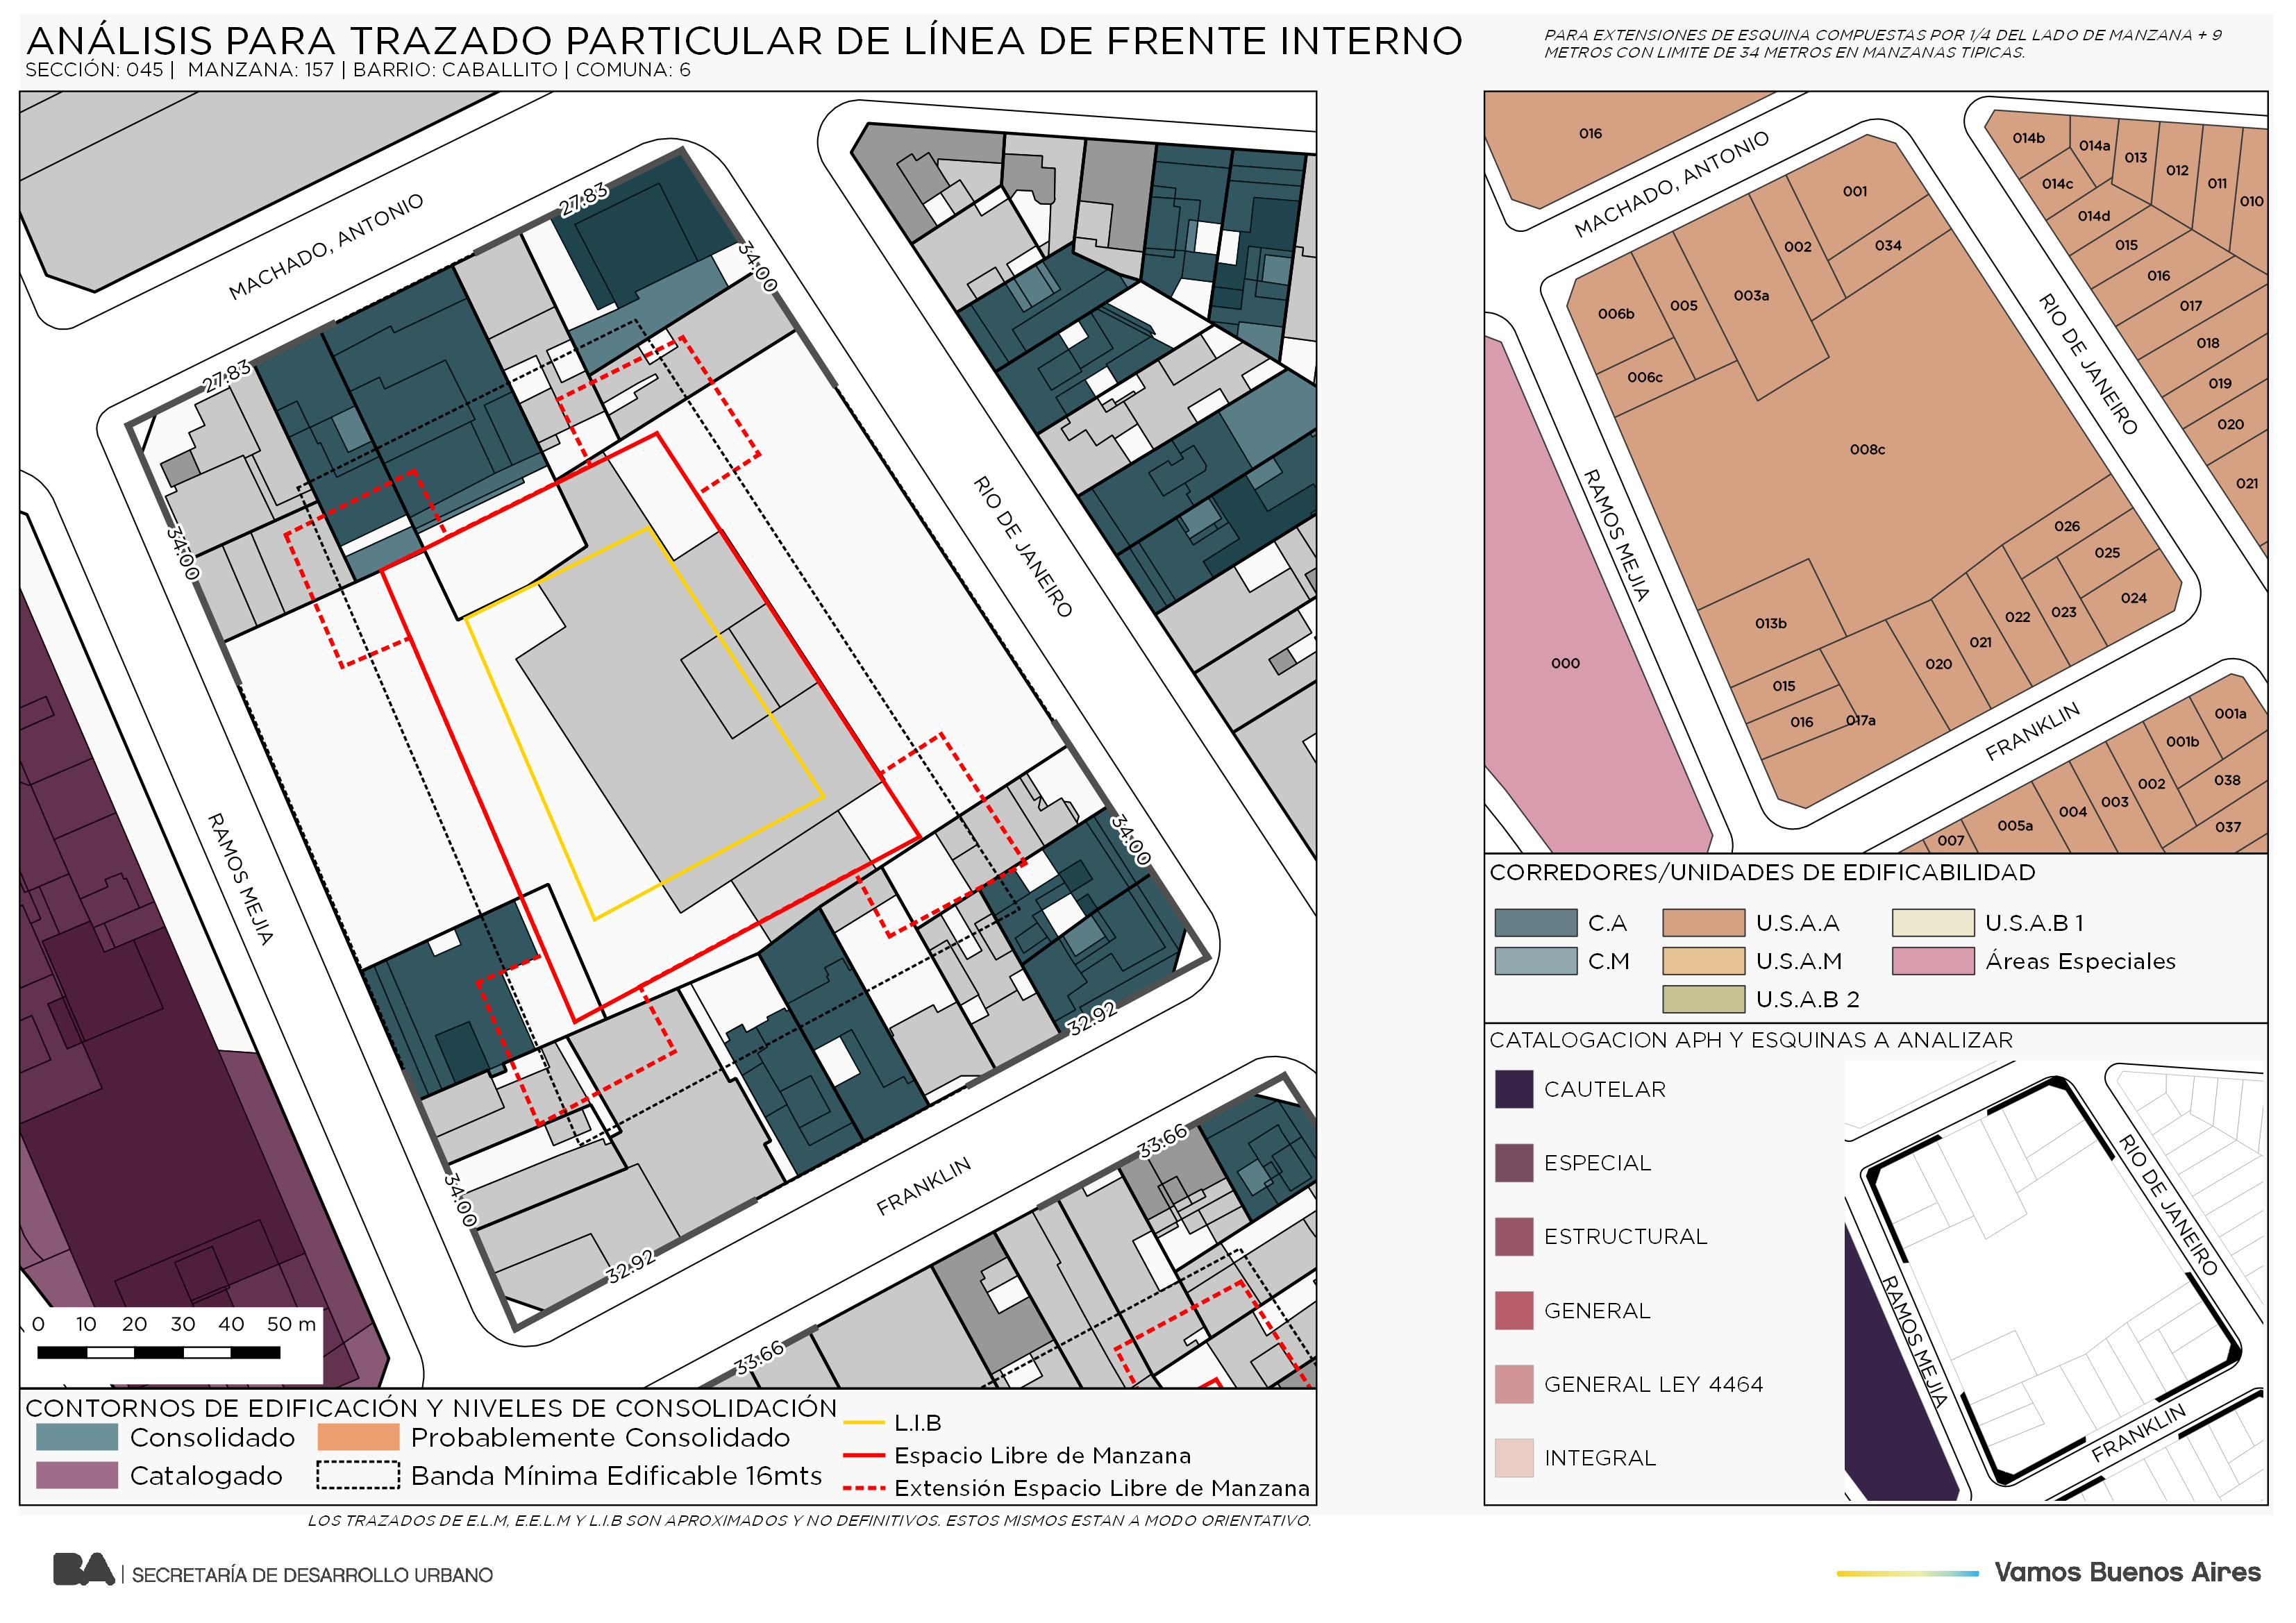 ANÁLISIS PARA TRAZADO PARTICULAR DE LÍNEA DE FRENTE INTERNO
SECCIÓN: 045 | MANZANA: 157 | BARRIO: CABALLITO | COMUNA: 6
PARA EXTENSIONES DE ESQUINA COMPUESTAS POR 1/4 DEL LADO DE MANZANA + 9
METROS CON LIMITE DE 34 METROS EN MANZANAS TIPICAS.
MACHADO, ANTONIO
27.83
27.83
34.00
34.00
RIO DE JANEIRO
RAMOS MEJIA
34.00
34.00
32.92
32.92
FRANKLIN
33.66
33.66
0 10 20 30 40 50 m
CONTORNOS DE EDIFICACIÓN Y NIVELES DE CONSOLIDACIÓN
Consolidado
Probablemente Consolidado
Catalogado
Banda Mínima Edificable 16mts
L.I.B
Espacio Libre de Manzana
Extensión Espacio Libre de Manzana
LOS TRAZADOS DE E.L.M, E.E.L.M Y L.I.B SON APROXIMADOS Y NO DEFINITIVOS. ESTOS MISMOS ESTAN A MODO ORIENTATIVO.
016
MACHADO, ANTONIO
001
002
034
003a
005
006b
006c
008c
014b
014a
013
012
011
010
014c
014d
015
016
017
018
019
020
021
RIO DE JANEIRO
RAMOS MEJIA
000
026
025
024
023
022
021
020
013b
015
016
017a
FRANKLIN
001a
001b
002
038
003
004
037
005a
007
CORREDORES/UNIDADES DE EDIFICABILIDAD
C.A
U.S.A.A
U.S.A.B 1
C.M
U.S.A.M
Áreas Especiales
U.S.A.B 2
CATALOGACION APH Y ESQUINAS A ANALIZAR
CAUTELAR
ESPECIAL
ESTRUCTURAL
GENERAL
GENERAL LEY 4464
INTEGRAL
RIO DE JANEIRO
RAMOS MEJIA
FRANKLIN
BA | SECRETARÍA DE DESARROLLO URBANO
Vamos Buenos Aires